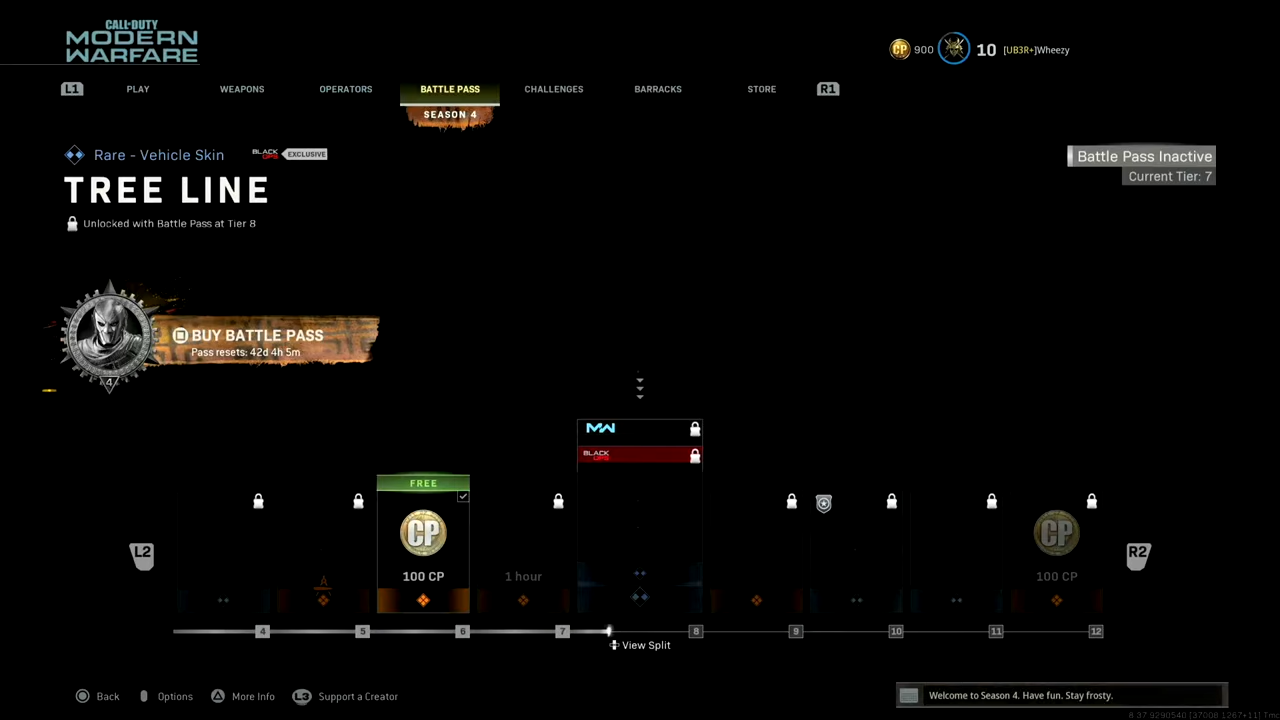 CALL OF DUTY
MODERN
WARFARE
CP 900 10 [UB3R+]Wheezy
L1 PLAY WEAPONS OPERATORS BATTLE PASS CHALLENGES BARRACKS STORE R1
SEASON 4
Rare - Vehicle Skin BLACK OPS EXCLUSIVE
Battle Pass Inactive
Current Tier: 7
TREE LINE
Unlocked with Battle Pass at Tier 8
BUY BATTLE PASS
Pass resets: 42d 4h 5m
4
MW
BLACK OPS
FREE
L2 CP CP R2
100 CP 1 hour 100 CP
4 5 6 7 8 9 10 11 12
View Split
Back Options More Info L3 Support a Creator
Welcome to Season 4. Have fun. Stay frosty.